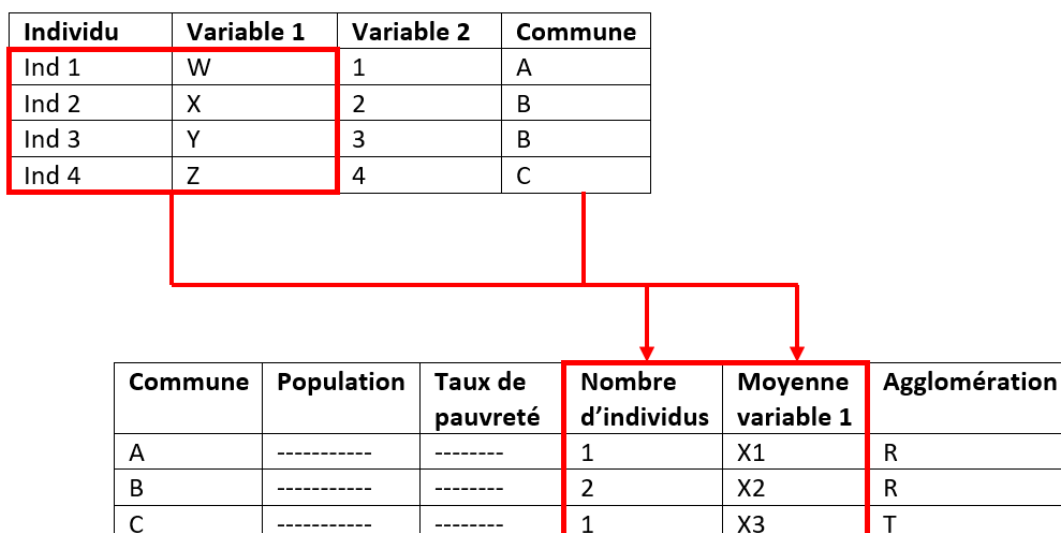 Individu Variable 1 Variable 2 Commune
Ind 1 W 1 A
Ind 2 X 2 B
Ind 3 Y 3 B
Ind 4 Z 4 C
Commune Population Taux de pauvreté Nombre d’individus Moyenne variable 1 Agglomération
A ----------- -------- 1 X1 R
B ----------- -------- 2 X2 R
C ----------- -------- 1 X3 T